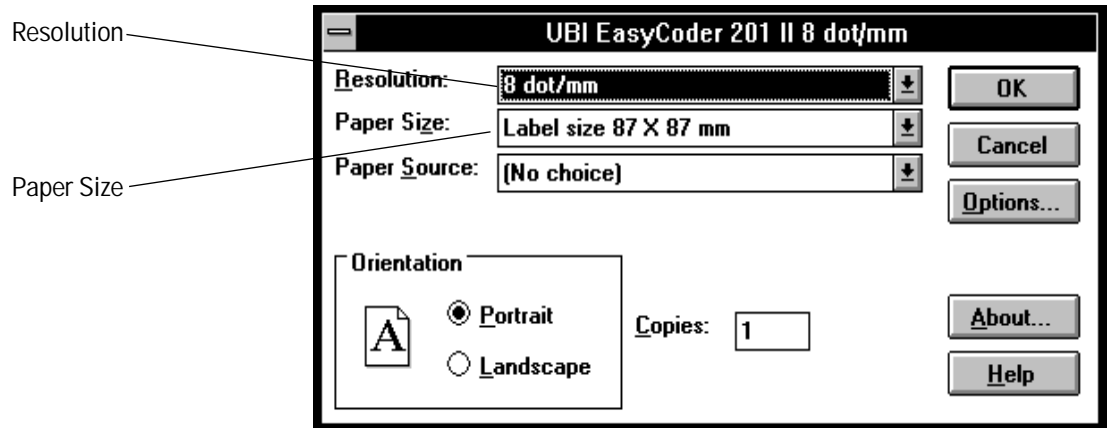 Resolution
Paper Size
UBI EasyCoder 201 II 8 dot/mm
Resolution: 8 dot/mm
Paper Size: Label size 87 X 87 mm
Paper Source: (No choice)
OK
Cancel
Options...
Orientation
A
Portrait
Landscape
Copies: 1
About...
Help